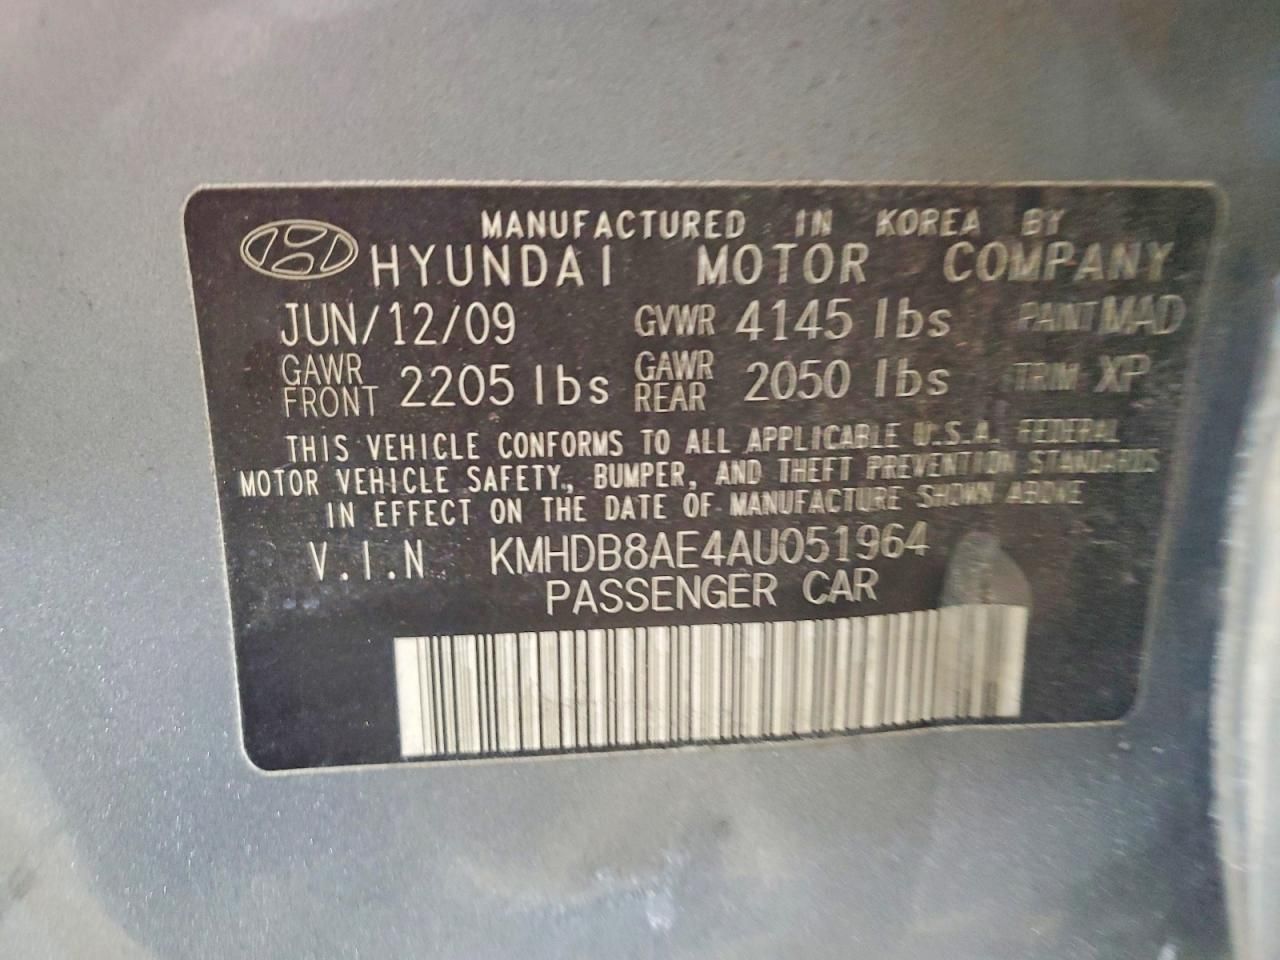 MANUFACTURED IN KOREA BY
HYUNDAI MOTOR COMPANY
JUN/12/09 GVWR 4145 lbs PAINT MAD
GAWR FRONT 2205 lbs GAWR REAR 2050 lbs TRIM XP
THIS VEHICLE CONFORMS TO ALL APPLICABLE U.S.A. FEDERAL
MOTOR VEHICLE SAFETY, BUMPER, AND THEFT PREVENTION STANDARDS
IN EFFECT ON THE DATE OF MANUFACTURE SHOWN ABOVE
V.I.N KMHDB8AE4AU051964
PASSENGER CAR